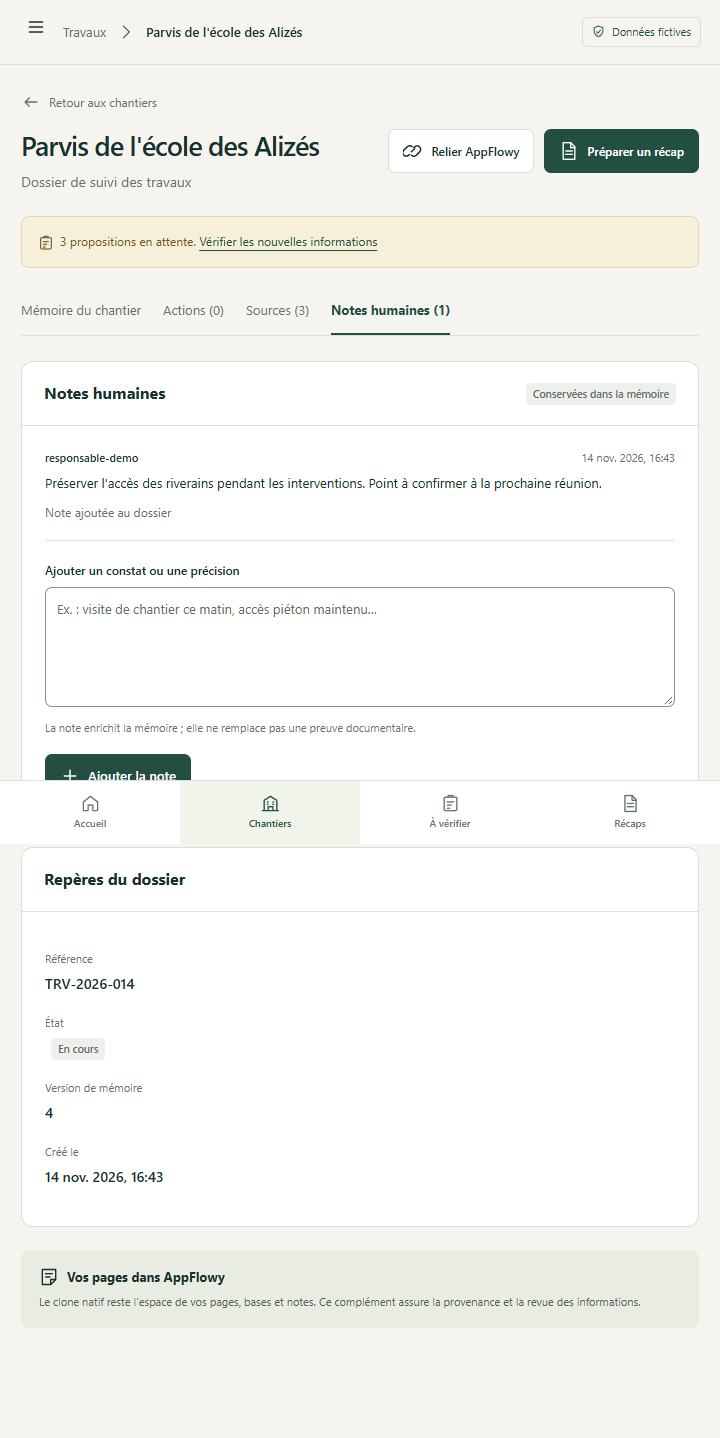 Travaux
Parvis de l'école des Alizés
Données fictives
Retour aux chantiers
Parvis de l'école des Alizés
Relier AppFlowy
Préparer un récap
Dossier de suivi des travaux
3 propositions en attente. Vérifier les nouvelles informations
Mémoire du chantier
Actions (0)
Sources (3)
Notes humaines (1)
Notes humaines
Conservées dans la mémoire
responsable-demo
14 nov. 2026, 16:43
Préserver l'accès des riverains pendant les interventions. Point à confirmer à la prochaine réunion.
Note ajoutée au dossier
Ajouter un constat ou une précision
Ex. : visite de chantier ce matin, accès piéton maintenu...
La note enrichit la mémoire ; elle ne remplace pas une preuve documentaire.
Ajouter la note
Accueil
Chantiers
À vérifier
Récaps
Repères du dossier
Référence
TRV-2026-014
État
En cours
Version de mémoire
4
Créé le
14 nov. 2026, 16:43
Vos pages dans AppFlowy
Le clone natif reste l'espace de vos pages, bases et notes. Ce complément assure la provenance et la revue des informations.